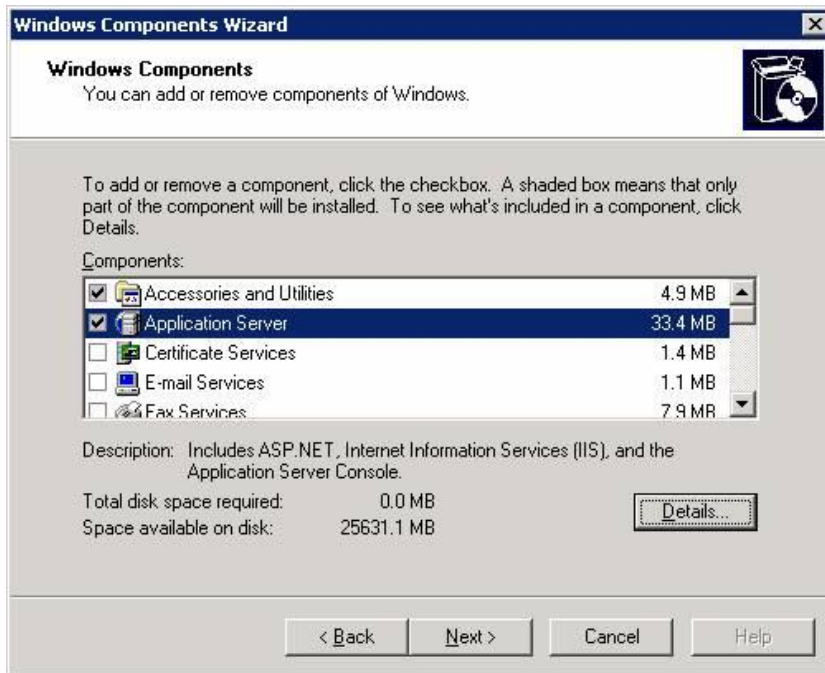 Windows Components Wizard
Windows Components
You can add or remove components of Windows.
To add or remove a component, click the checkbox. A shaded box means that only
part of the component will be installed. To see what's included in a component, click
Details.
Components:
Accessories and Utilities 4.9 MB
Application Server 33.4 MB
Certificate Services 1.4 MB
E-mail Services 1.1 MB
Fax Services 7.9 MB
Description: Includes ASP.NET, Internet Information Services (IIS), and the
Application Server Console.
Total disk space required: 0.0 MB
Space available on disk: 25631.1 MB
Details...
< Back Next > Cancel Help